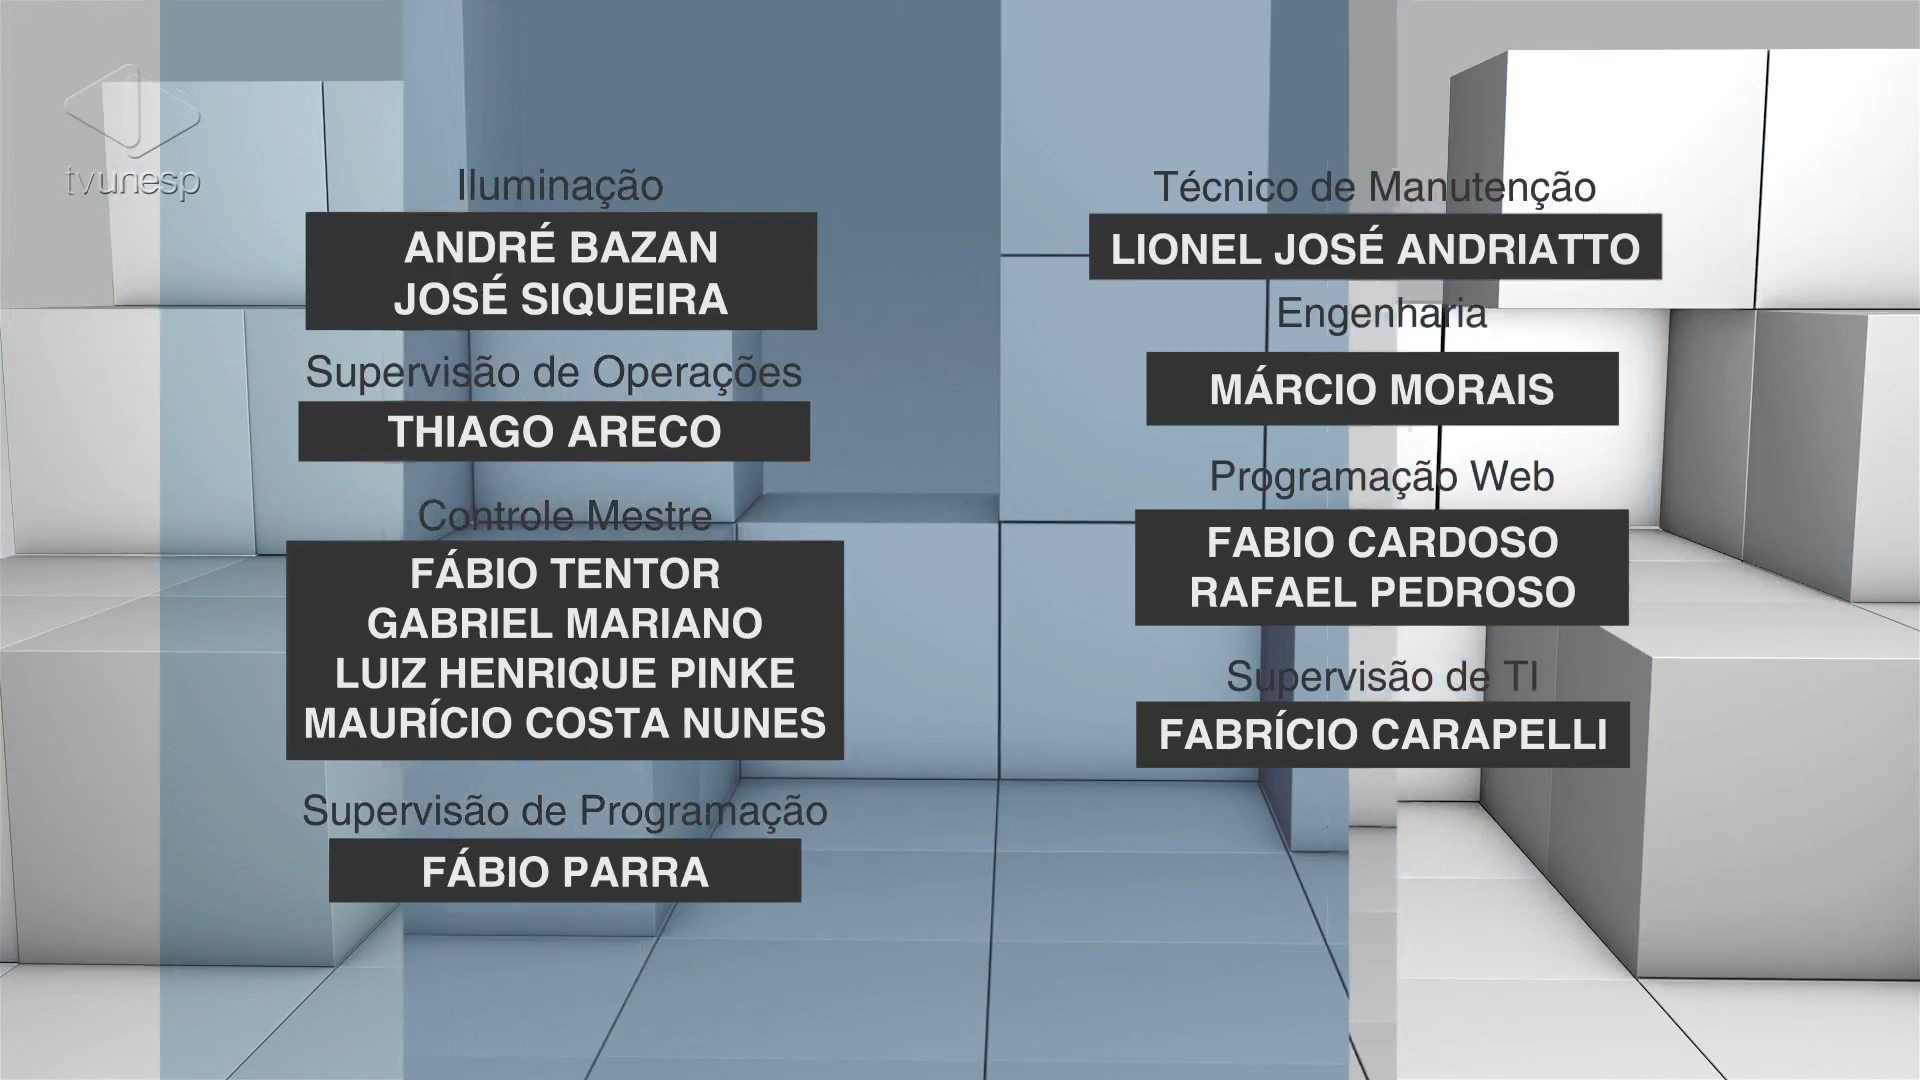 tvunesp
Iluminação
ANDRÉ BAZAN
JOSÉ SIQUEIRA
Supervisão de Operações
THIAGO ARECO
Controle Mestre
FÁBIO TENTOR
GABRIEL MARIANO
LUIZ HENRIQUE PINKE
MAURÍCIO COSTA NUNES
Supervisão de Programação
FÁBIO PARRA
Técnico de Manutenção
LIONEL JOSÉ ANDRIATTO
Engenharia
MÁRCIO MORAIS
Programação Web
FABIO CARDOSO
RAFAEL PEDROSO
Supervisão de TI
FABRÍCIO CARAPELLI